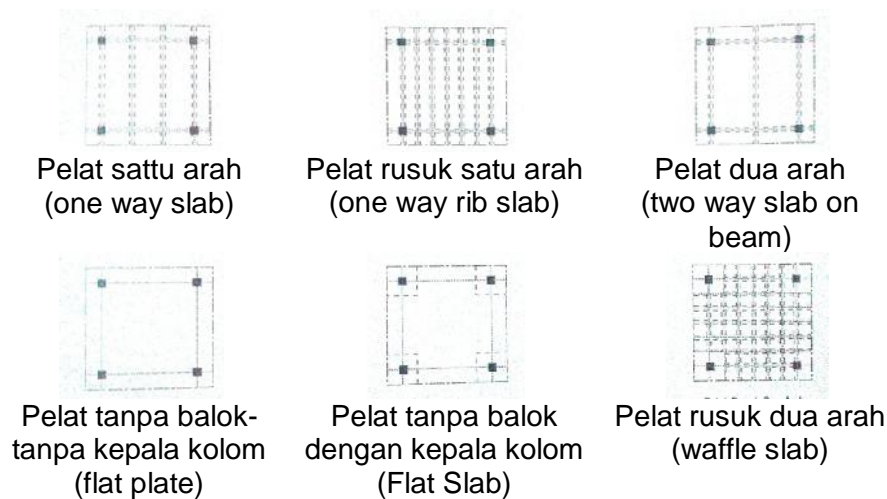 Pelat sattu arah
(one way slab)
Pelat rusuk satu arah
(one way rib slab)
Pelat dua arah
(two way slab on
beam)
Pelat tanpa balok-
tanpa kepala kolom
(flat plate)
Pelat tanpa balok
dengan kepala kolom
(Flat Slab)
Pelat rusuk dua arah
(waffle slab)